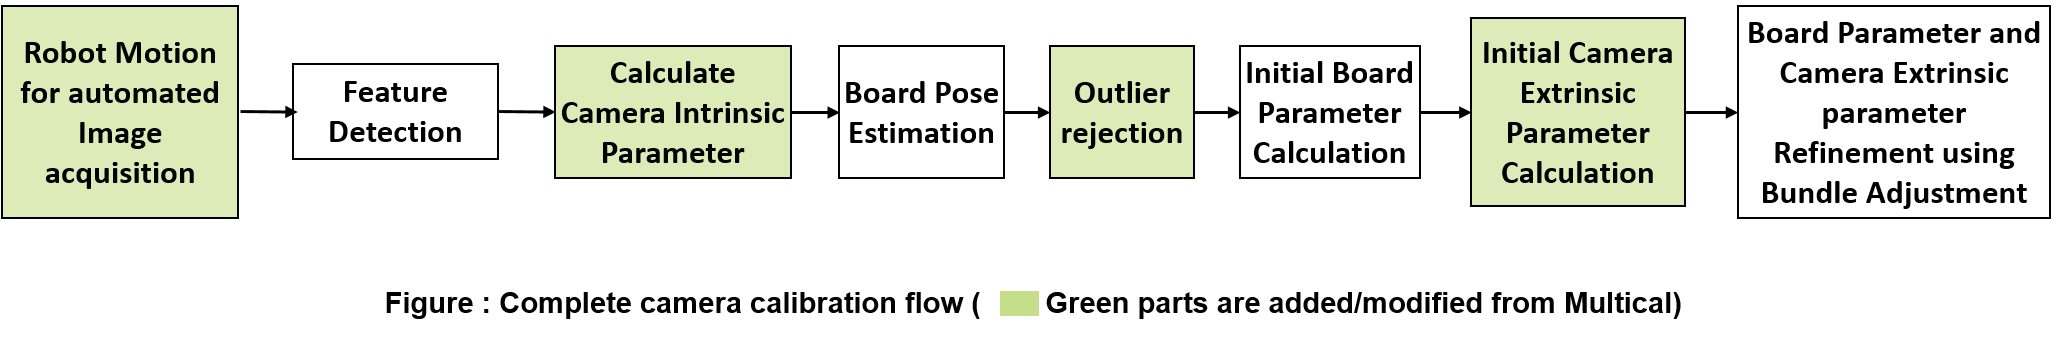 Robot Motion
for automated
Image
acquisition
Feature
Detection
Calculate
Camera Intrinsic
Parameter
Board Pose
Estimation
Outlier
rejection
Initial Board
Parameter
Calculation
Initial Camera
Extrinsic
Parameter
Calculation
Board Parameter and
Camera Extrinsic
parameter
Refinement using
Bundle Adjustment
Figure : Complete camera calibration flow ( Green parts are added/modified from Multical)